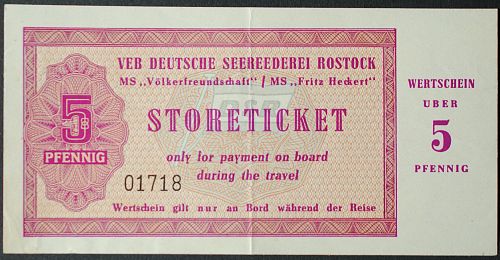 VEB DEUTSCHE SEEREEDEREI ROSTOCK
MS „Völkerfreundschaft" / MS „Fritz Heckert"
DSR
STORETICKET
5
PFENNIG
only for payment on board
during the travel
01718
Wertschein gilt nur an Bord während der Reise
WERTSCHEIN
ÜBER
5
PFENNIG